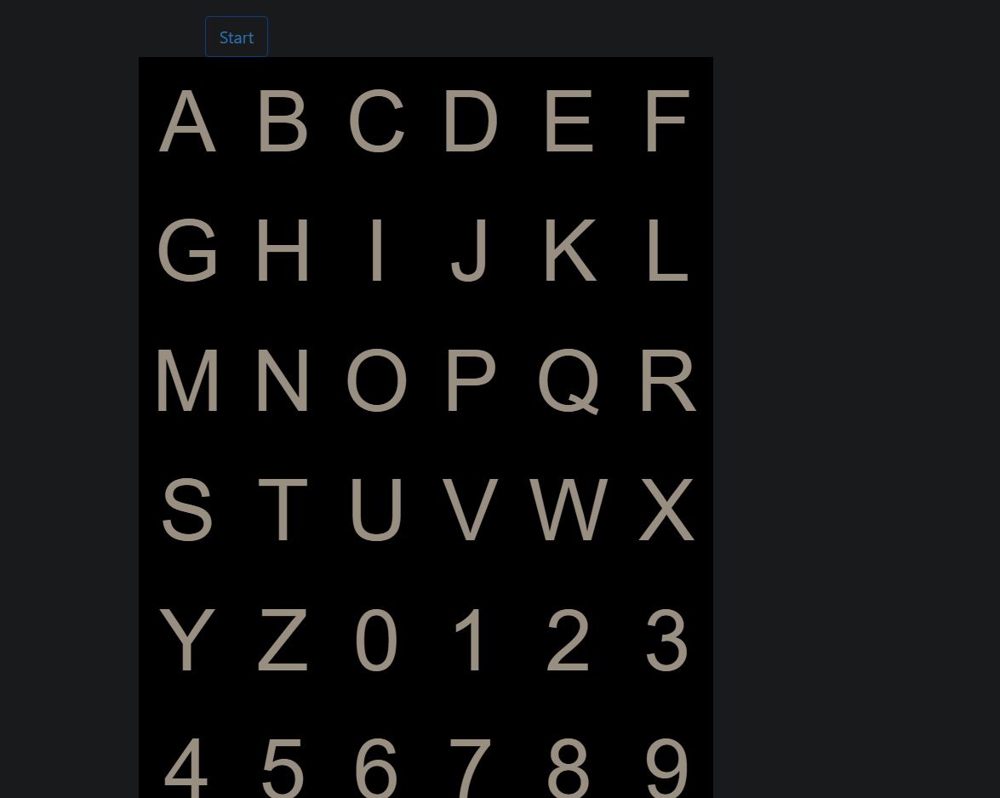 Start
A B C D E F
G H I J K L
M N O P Q R
S T U V W X
Y Z 0 1 2 3
4 5 6 7 8 9